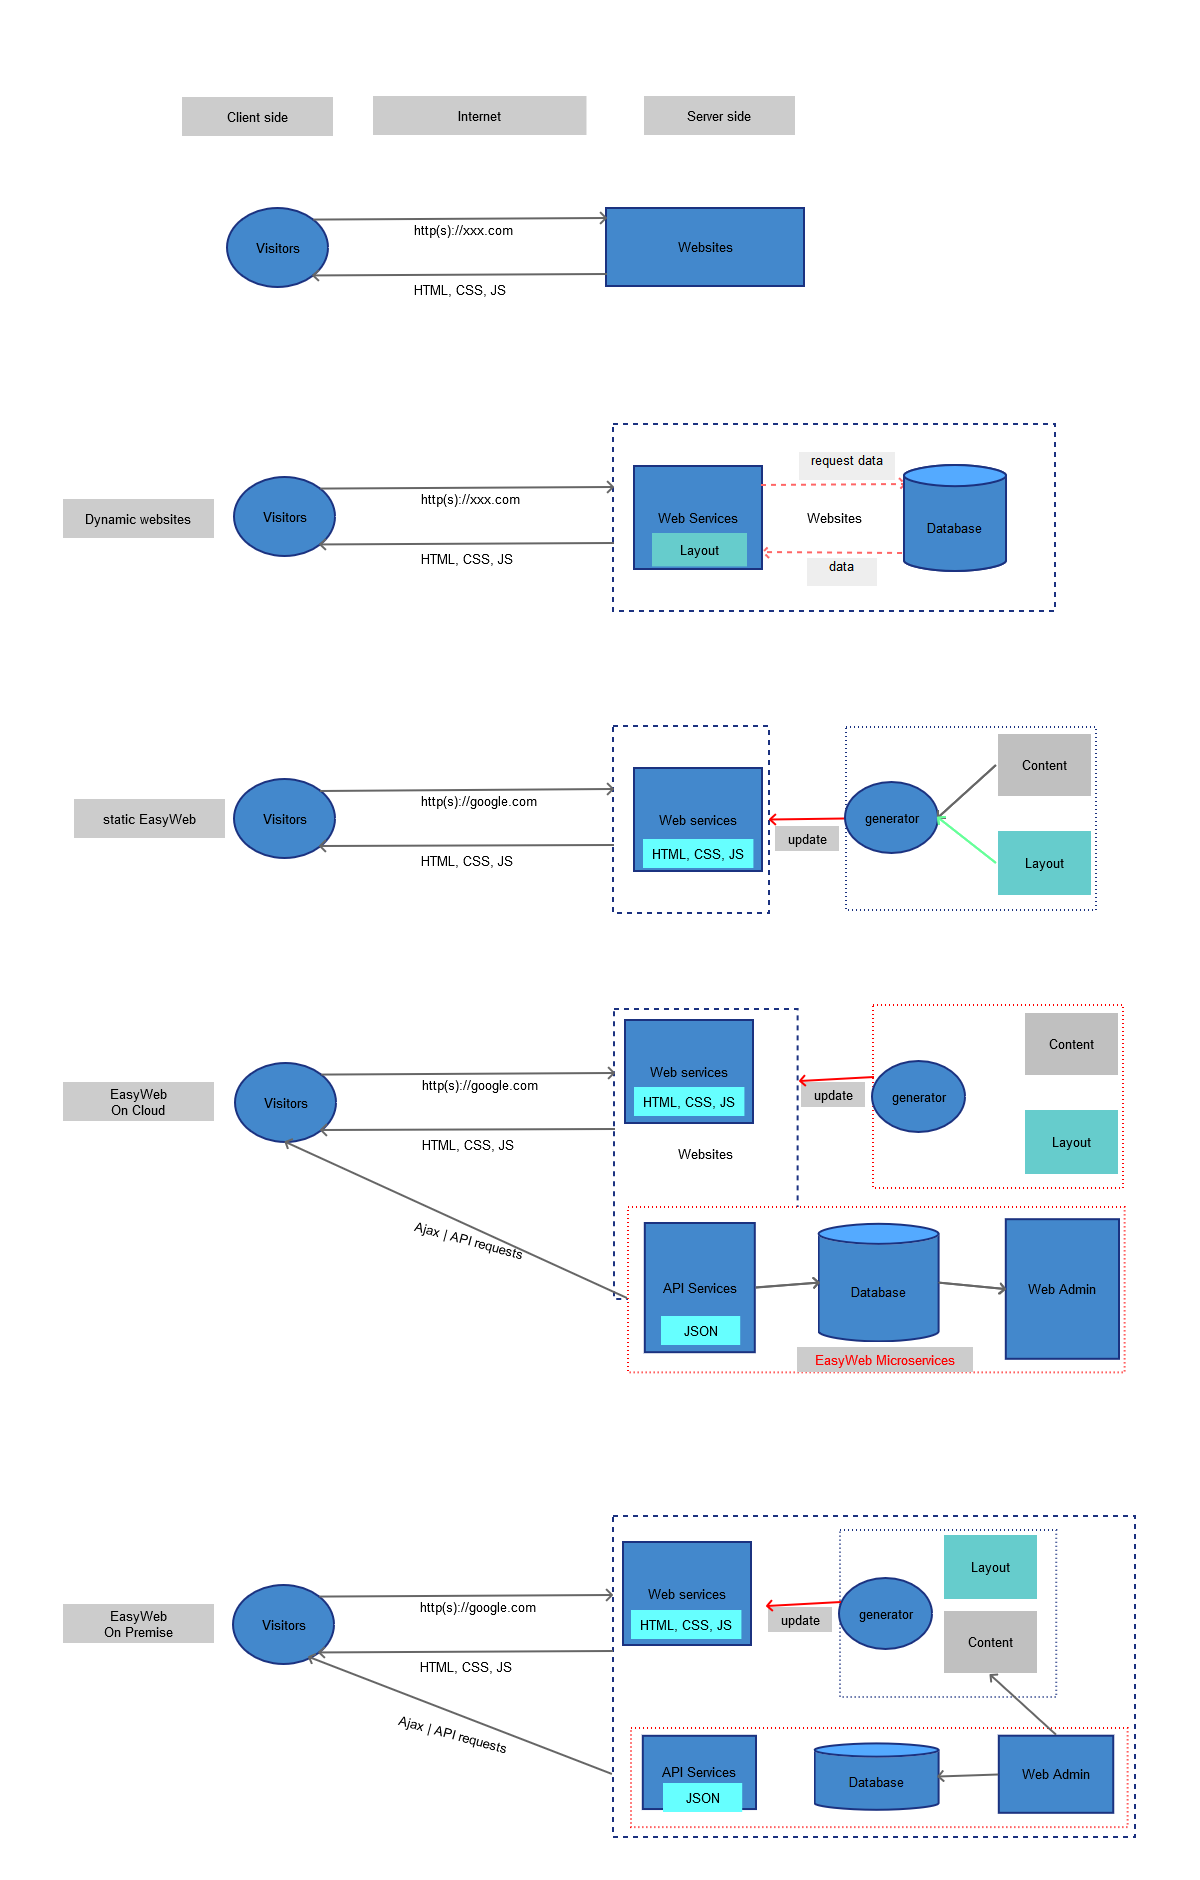 Client side
Internet
Server side
Visitors
http(s)://xxx.com
HTML, CSS, JS
Websites
Dynamic websites
Visitors
http(s)://xxx.com
HTML, CSS, JS
Web Services
Layout
request data
Websites
data
Database
static EasyWeb
Visitors
http(s)://google.com
HTML, CSS, JS
Web services
HTML, CSS, JS
update
generator
Content
Layout
EasyWeb
On Cloud
Visitors
http(s)://google.com
HTML, CSS, JS
Ajax | API requests
Web services
HTML, CSS, JS
Websites
update
generator
Content
Layout
API Services
JSON
Database
Web Admin
EasyWeb Microservices
EasyWeb
On Premise
Visitors
http(s)://google.com
HTML, CSS, JS
Ajax | API requests
Web services
HTML, CSS, JS
update
generator
Layout
Content
API Services
JSON
Database
Web Admin